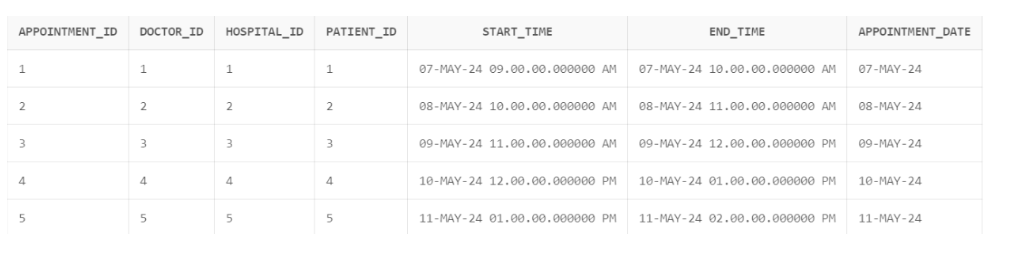 APPOINTMENT_ID DOCTOR_ID HOSPITAL_ID PATIENT_ID START_TIME END_TIME APPOINTMENT_DATE
1 1 1 1 07-MAY-24 09.00.00.000000 AM 07-MAY-24 10.00.00.000000 AM 07-MAY-24
2 2 2 2 08-MAY-24 10.00.00.000000 AM 08-MAY-24 11.00.00.000000 AM 08-MAY-24
3 3 3 3 09-MAY-24 11.00.00.000000 AM 09-MAY-24 12.00.00.000000 PM 09-MAY-24
4 4 4 4 10-MAY-24 12.00.00.000000 PM 10-MAY-24 01.00.00.000000 PM 10-MAY-24
5 5 5 5 11-MAY-24 01.00.00.000000 PM 11-MAY-24 02.00.00.000000 PM 11-MAY-24